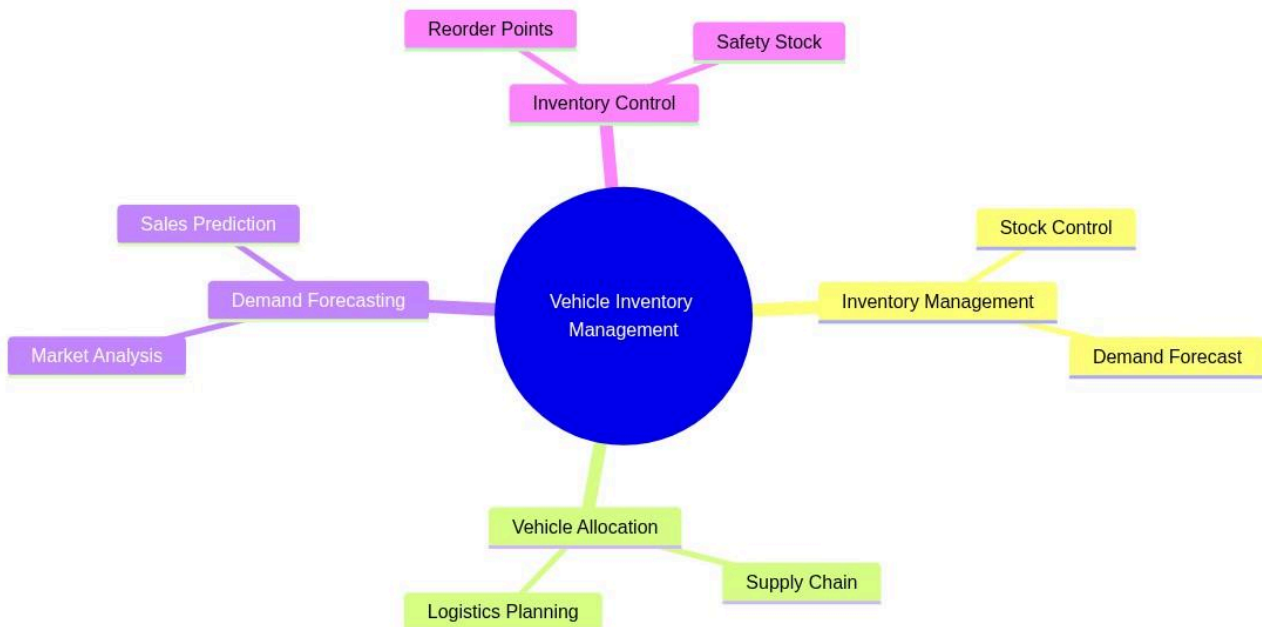 Reorder Points
Safety Stock
Inventory Control
Sales Prediction
Stock Control
Demand Forecasting
Vehicle Inventory
Management
Inventory Management
Market Analysis
Demand Forecast
Vehicle Allocation
Supply Chain
Logistics Planning